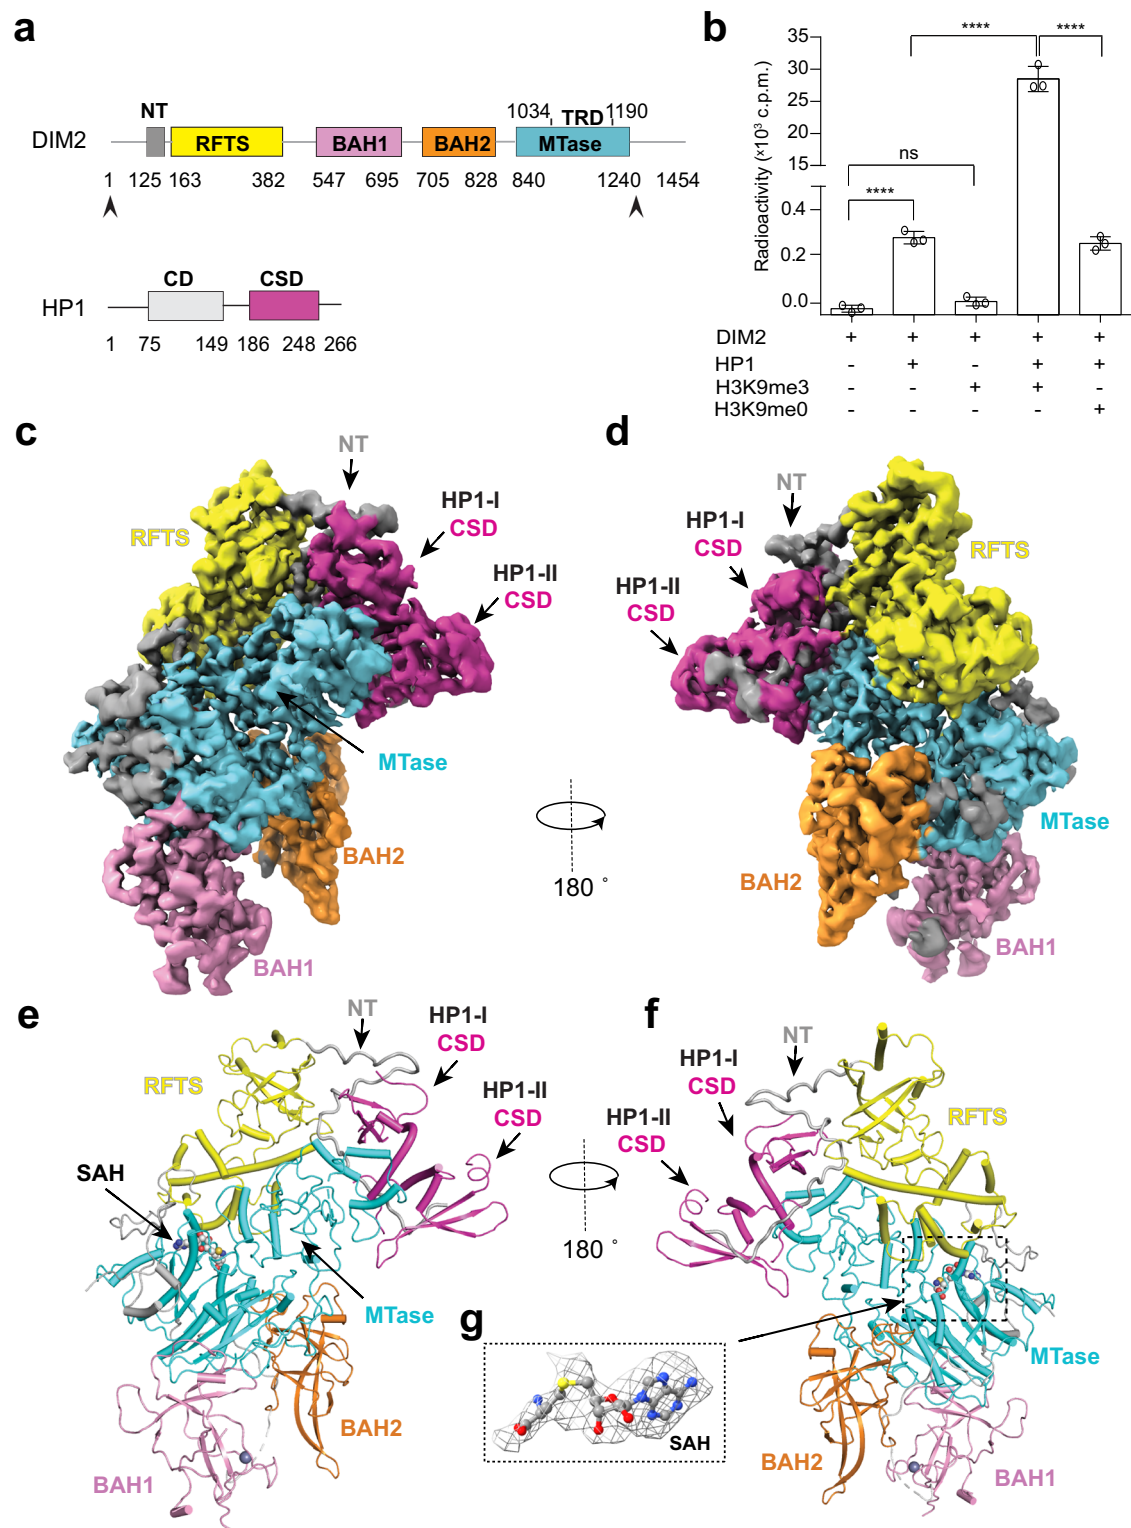 a
NT
1034 TRD 1190
DIM2 RFTS BAH1 BAH2 MTase
1 125 163 382 547 695 705 828 840 1240 1454
CD CSD
HP1
1 75 149 186 248 266
b
Radioactivity (×10³ c.p.m.)
35
30
25
20
15
0.4
0.2
0.0
**** ****
ns
****
DIM2 + + + + +
HP1 - + - + +
H3K9me3 - - + + -
H3K9me0 - - - - +
c
NT
HP1-I
CSD
RFTS
HP1-II
CSD
MTase
BAH2
BAH1
180 °
d
NT
HP1-I
CSD
RFTS
HP1-II
CSD
MTase
BAH2
BAH1
e
NT
HP1-I
CSD
RFTS
HP1-II
CSD
SAH
MTase
BAH2
BAH1
180 °
f
NT
HP1-I
CSD
RFTS
HP1-II
CSD
MTase
BAH2
BAH1
g
SAH